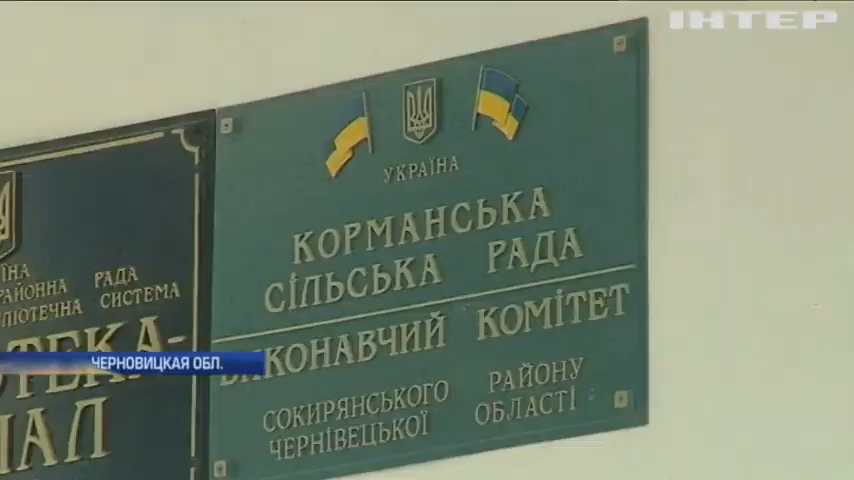 ІНТЕР
УКРАЇНА
КОРМАНСЬКА
СІЛЬСЬКА РАДА
ВИКОНАВЧИЙ КОМІТЕТ
СОКИРЯНСЬКОГО РАЙОНУ
ЧЕРНІВЕЦЬКОЇ ОБЛАСТІ
РАДА
СИСТЕМА
ЧЕРНОВИЦКАЯ ОБЛ.